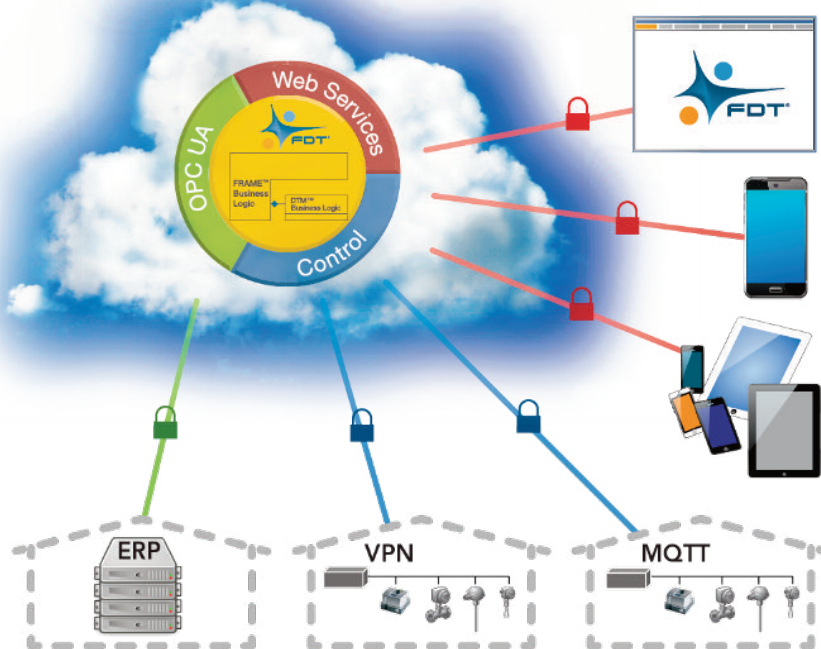 Web Services
OPC UA
FDT®
FRAME™
Business
Logic
DTM™
Business Logic
Control
FDT®
ERP
VPN
MQTT